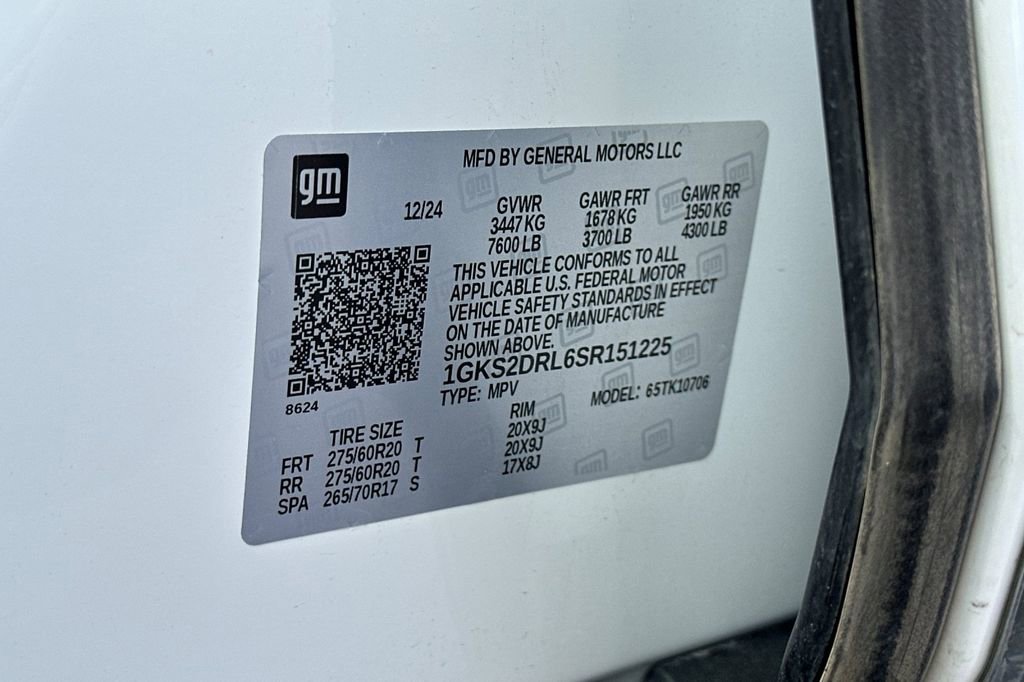 gm
MFD BY GENERAL MOTORS LLC
12/24
GVWR GAWR FRT GAWR RR
3447 KG 1678 KG 1950 KG
7600 LB 3700 LB 4300 LB
THIS VEHICLE CONFORMS TO ALL
APPLICABLE U.S. FEDERAL MOTOR
VEHICLE SAFETY STANDARDS IN EFFECT
ON THE DATE OF MANUFACTURE
SHOWN ABOVE.
1GKS2DRL6SR151225
TYPE: MPV MODEL: 65TK10706
8624
TIRE SIZE RIM
FRT 275/60R20 T 20X9J
RR 275/60R20 T 20X9J
SPA 265/70R17 S 17X8J